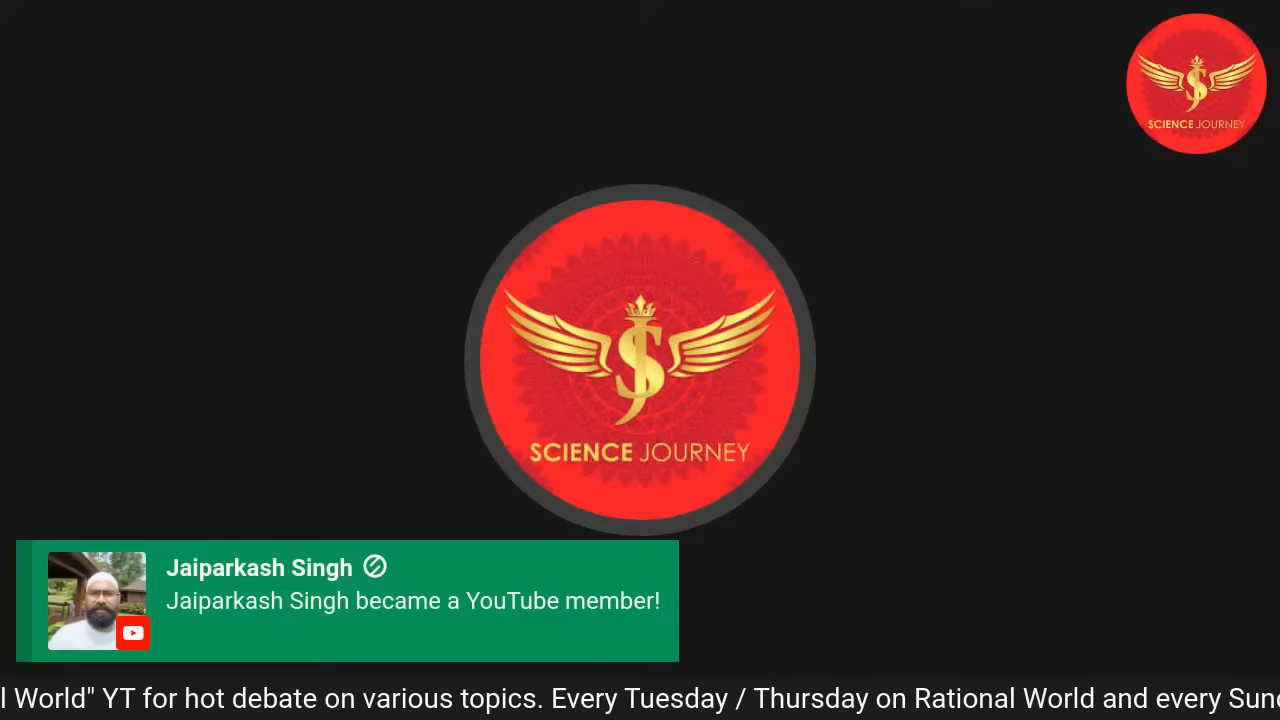 SCIENCE JOURNEY
SCIENCE JOURNEY
Jaiparkash Singh
Jaiparkash Singh became a YouTube member!
l World" YT for hot debate on various topics. Every Tuesday / Thursday on Rational World and every Sun